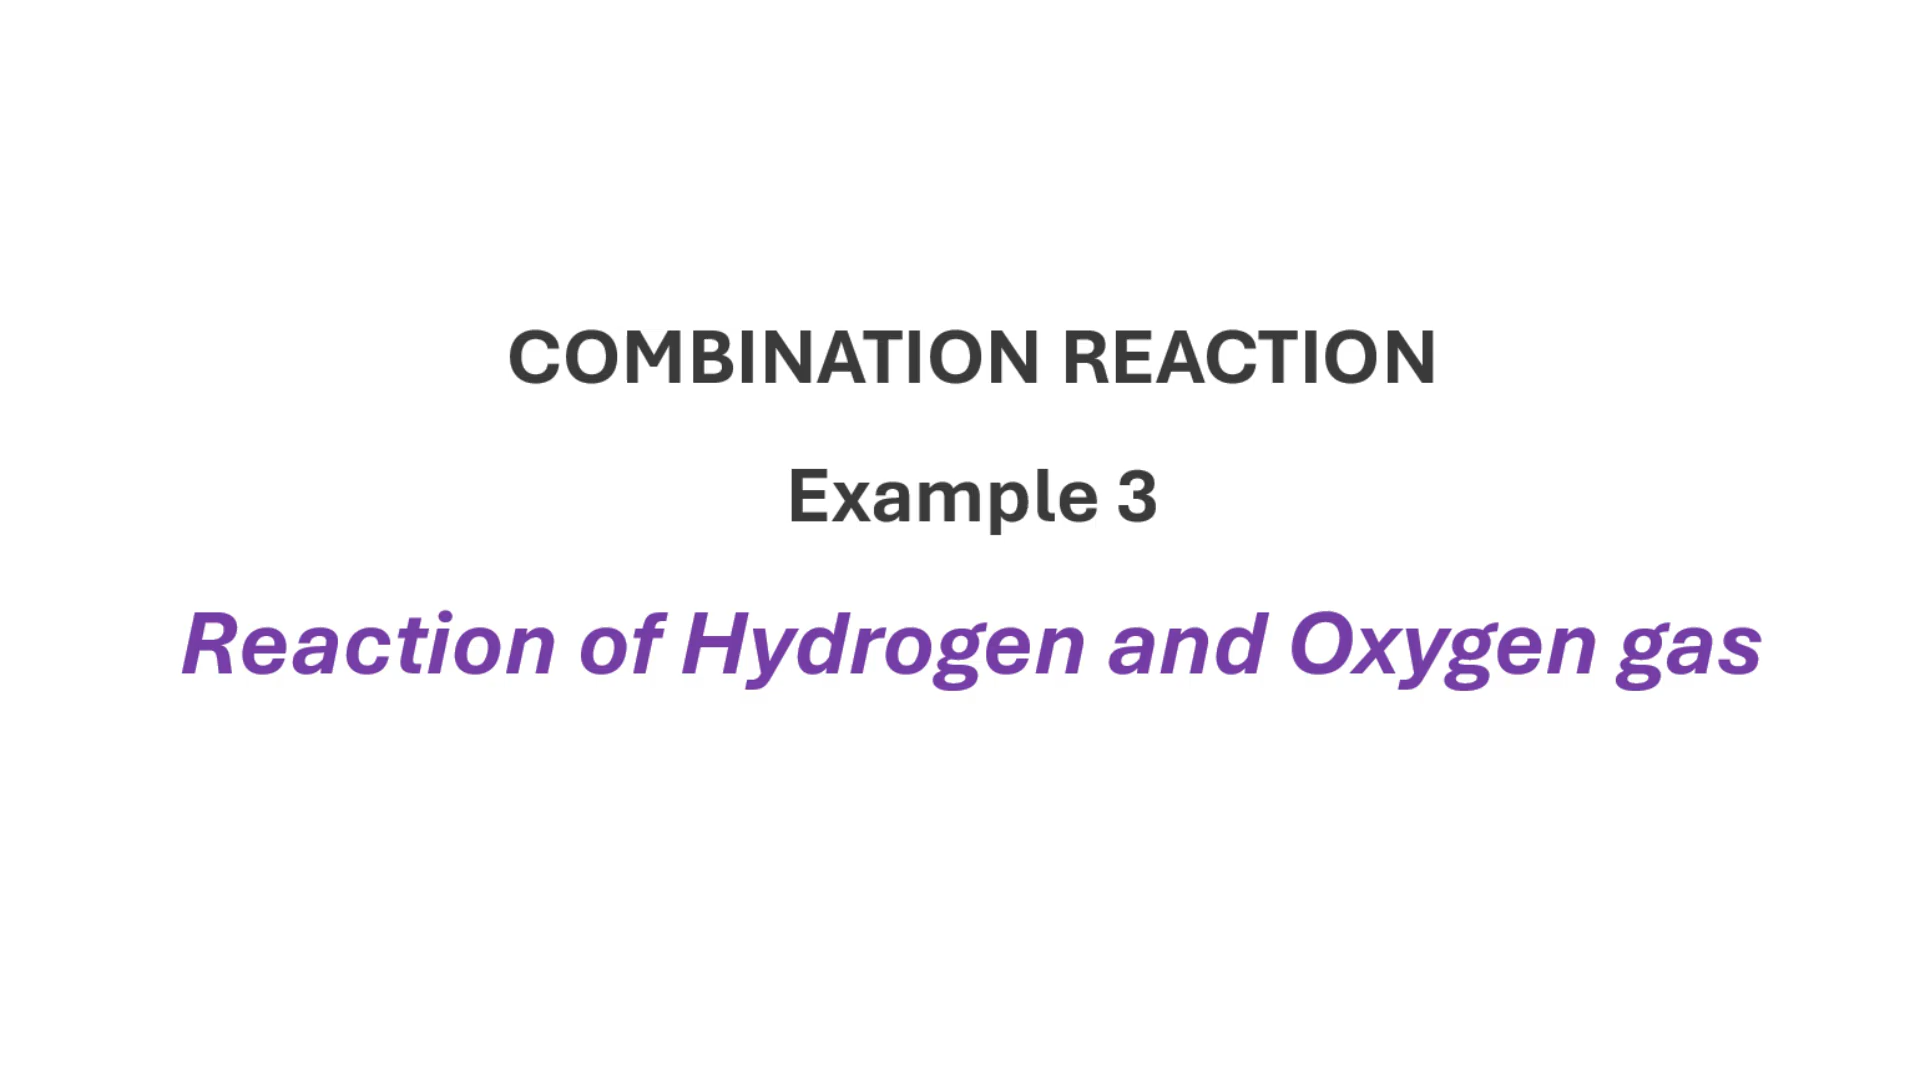 COMBINATION REACTION
Example 3
Reaction of Hydrogen and Oxygen gas